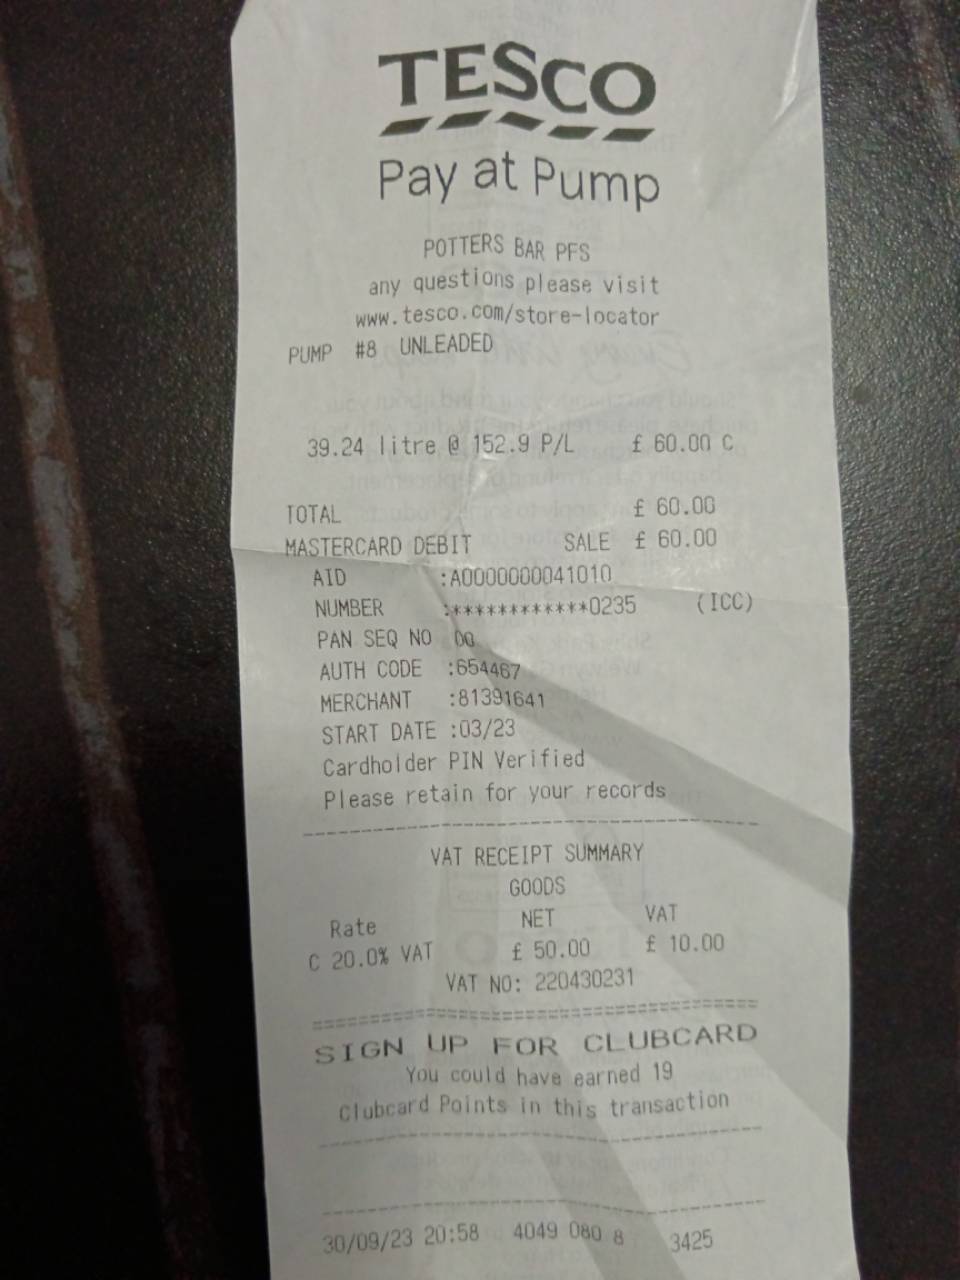 TESCO
Pay at Pump
POTTERS BAR PFS
any questions please visit
www.tesco.com/store-locator
PUMP #8 UNLEADED
39.24 litre @ 152.9 P/L £ 60.00 C
TOTAL £ 60.00
MASTERCARD DEBIT SALE £ 60.00
AID :A0000000041010
NUMBER :************0235 (ICC)
PAN SEQ NO 00
AUTH CODE :654467
MERCHANT :81391641
START DATE :03/23
Cardholder PIN Verified
Please retain for your records
VAT RECEIPT SUMMARY
GOODS
Rate NET VAT
C 20.0% VAT £ 50.00 £ 10.00
VAT NO: 220430231
SIGN UP FOR CLUBCARD
You could have earned 19
Clubcard Points in this transaction
30/09/23 20:58 4049 080 8 3425